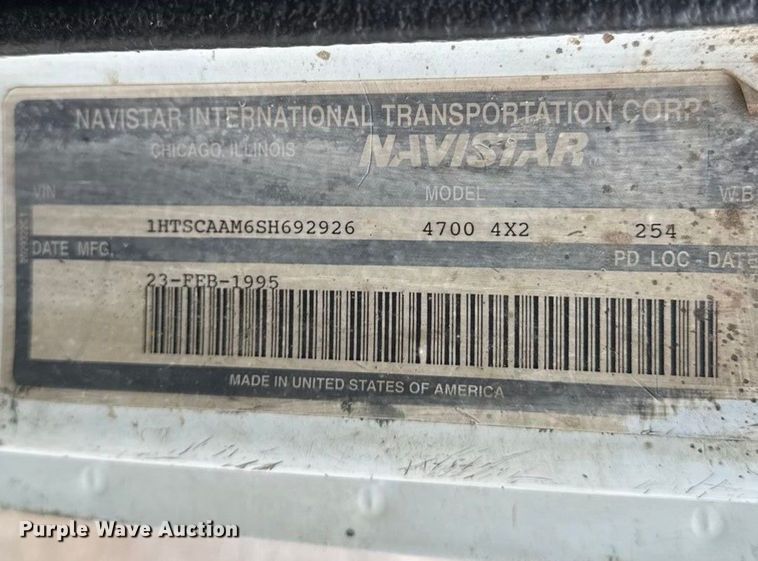 NAVISTAR INTERNATIONAL TRANSPORTATION CORP.
CHICAGO, ILLINOIS NAVISTAR
VIN MODEL W.B.
1HTSCAAM6SH692926 4700 4X2 254
DATE MFG. PD LOC - DATE
23-FEB-1995
MADE IN UNITED STATES OF AMERICA
Purple Wave Auction